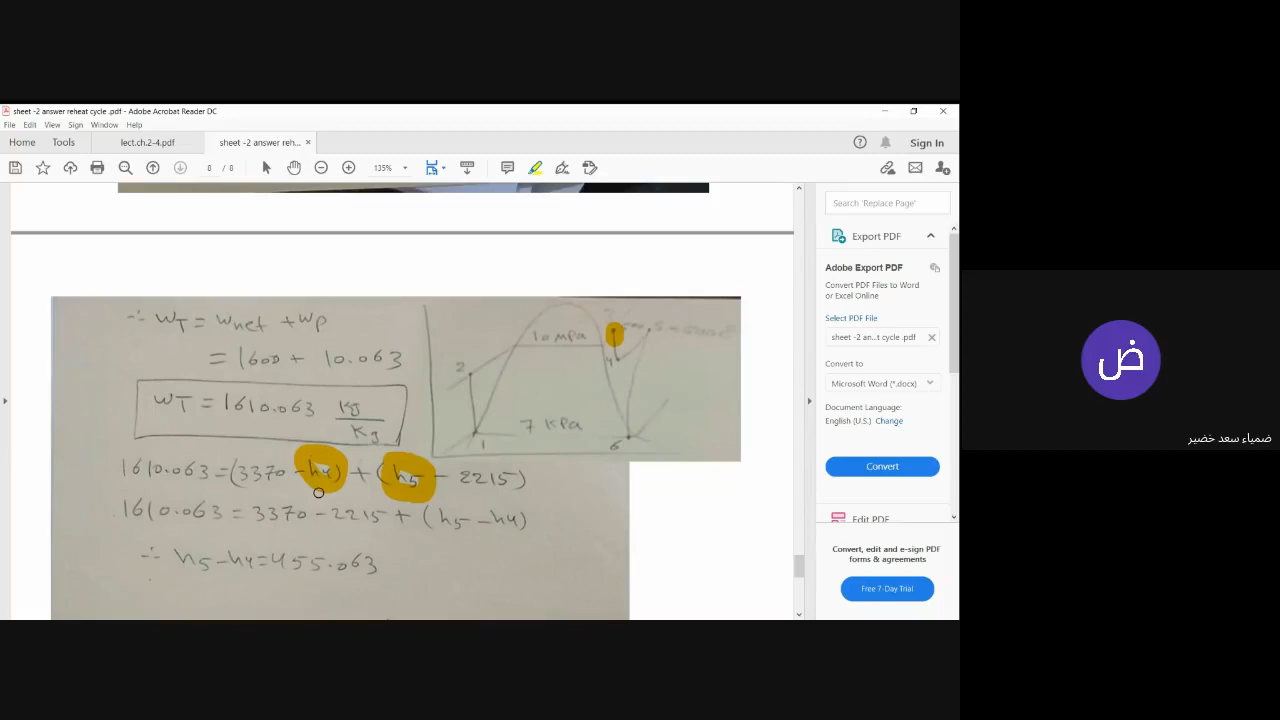 sheet -2 answer reheat cycle .pdf - Adobe Acrobat Reader DC
File Edit View Sign Window Help
Home Tools lect.ch.2-4.pdf sheet -2 answer reh... × Sign In
8 / 8 135%
Search 'Replace Page'
Export PDF
Adobe Export PDF
Convert PDF Files to Word
or Excel Online
Select PDF File
sheet -2 an...t cycle .pdf
Convert to
Microsoft Word (*.docx)
Document Language:
English (U.S.) Change
Convert
Edit PDF
Convert, edit and e-sign PDF
forms & agreements
Free 7-Day Trial
∴ WT = Wnet + Wp
= 1600 + 10.063
WT = 1610.063 KJ/Kg
1610.063 = (3370 - h4) + (h5 - 2215)
1610.063 = 3370 - 2215 + (h5 - h4)
∴ h5 - h4 = 455.063
10 MPa
5
2
4
7 KPa
1
6
ض
ضمياء سعد خضير